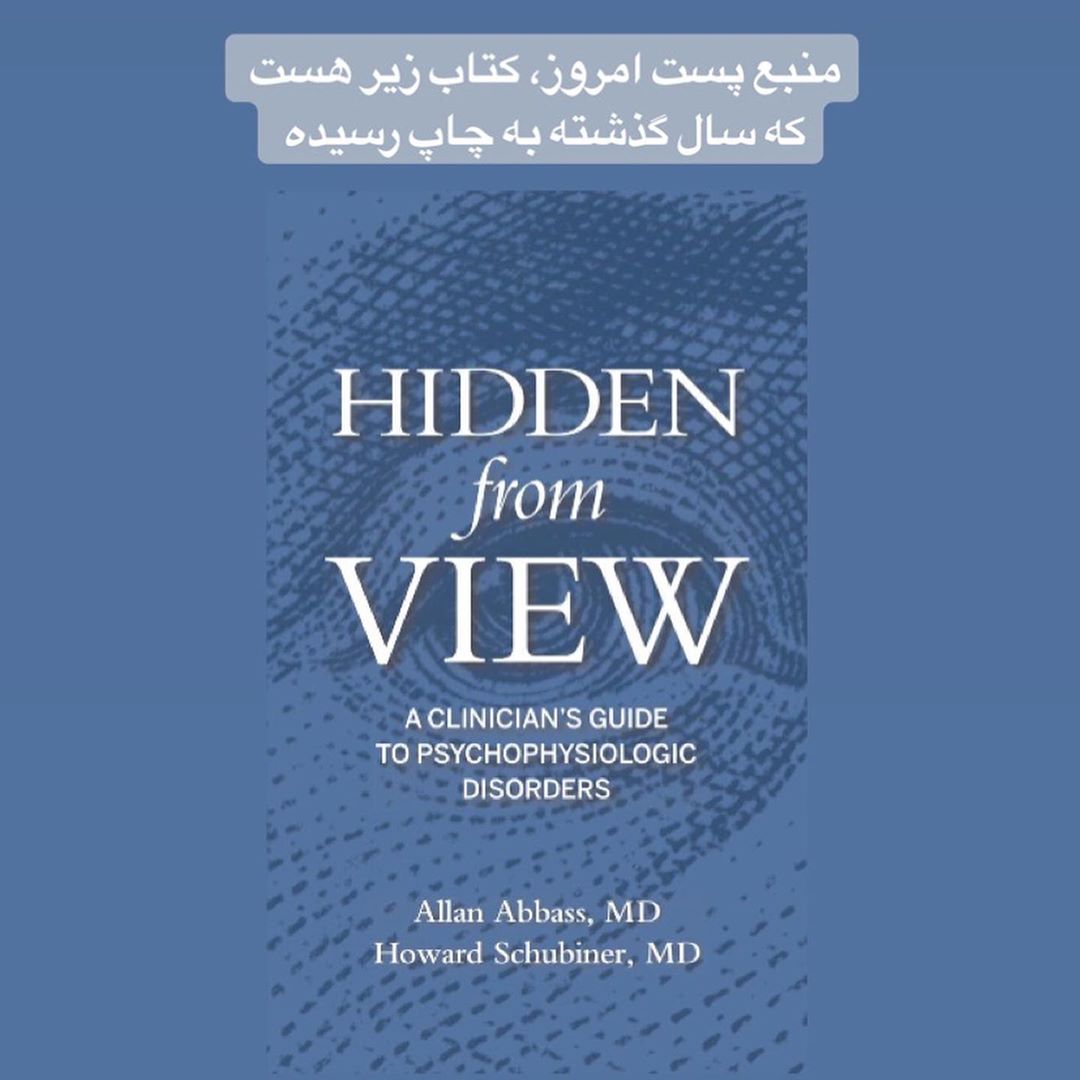 منبع پست امروز، کتاب زیر هست
که سال گذشته به چاپ رسیده
HIDDEN
from
VIEW
A CLINICIAN'S GUIDE
TO PSYCHOPHYSIOLOGIC
DISORDERS
Allan Abbass, MD
Howard Schubiner, MD